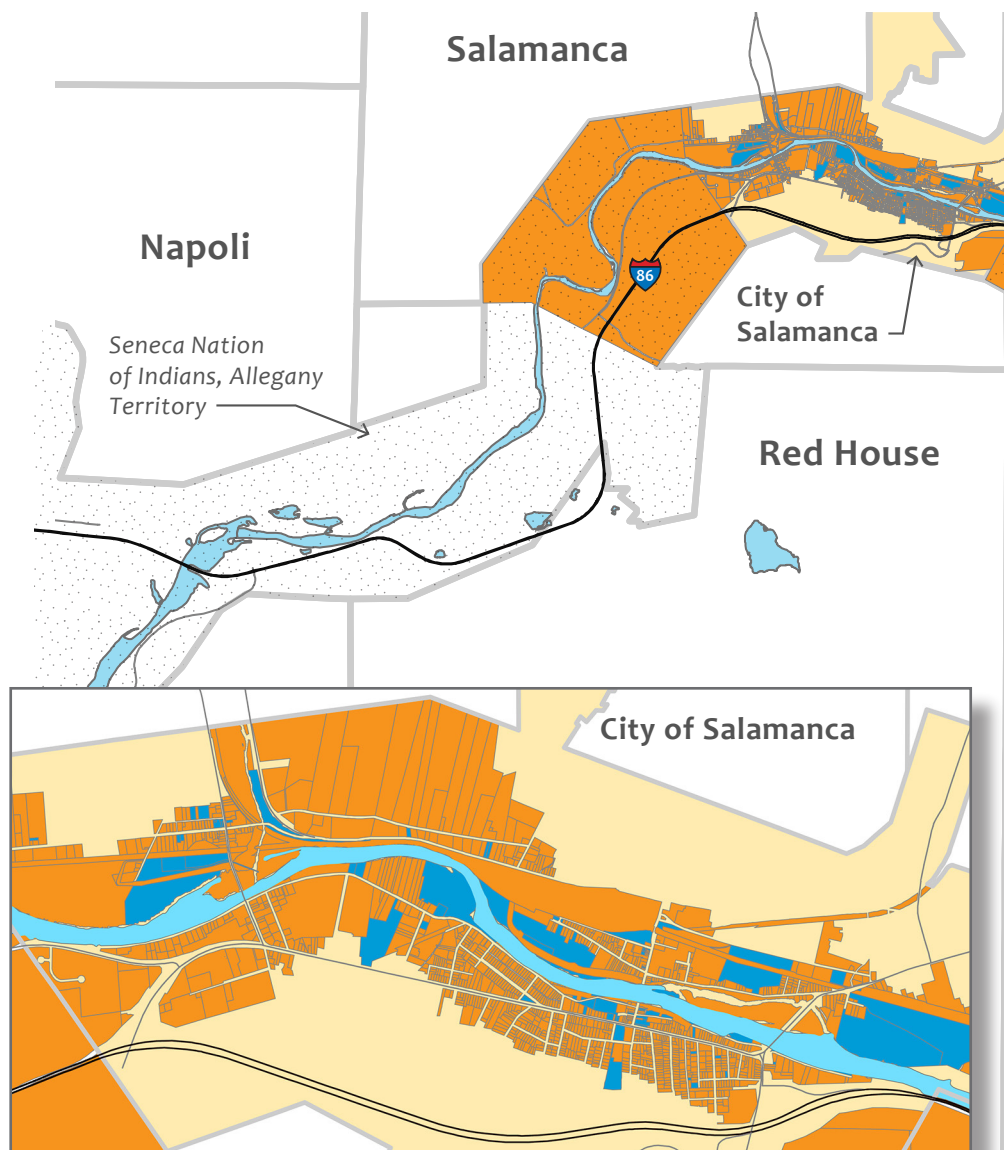 Salamanca
Napoli
86
City of
Salamanca
Seneca Nation
of Indians, Allegany
Territory
Red House
City of Salamanca